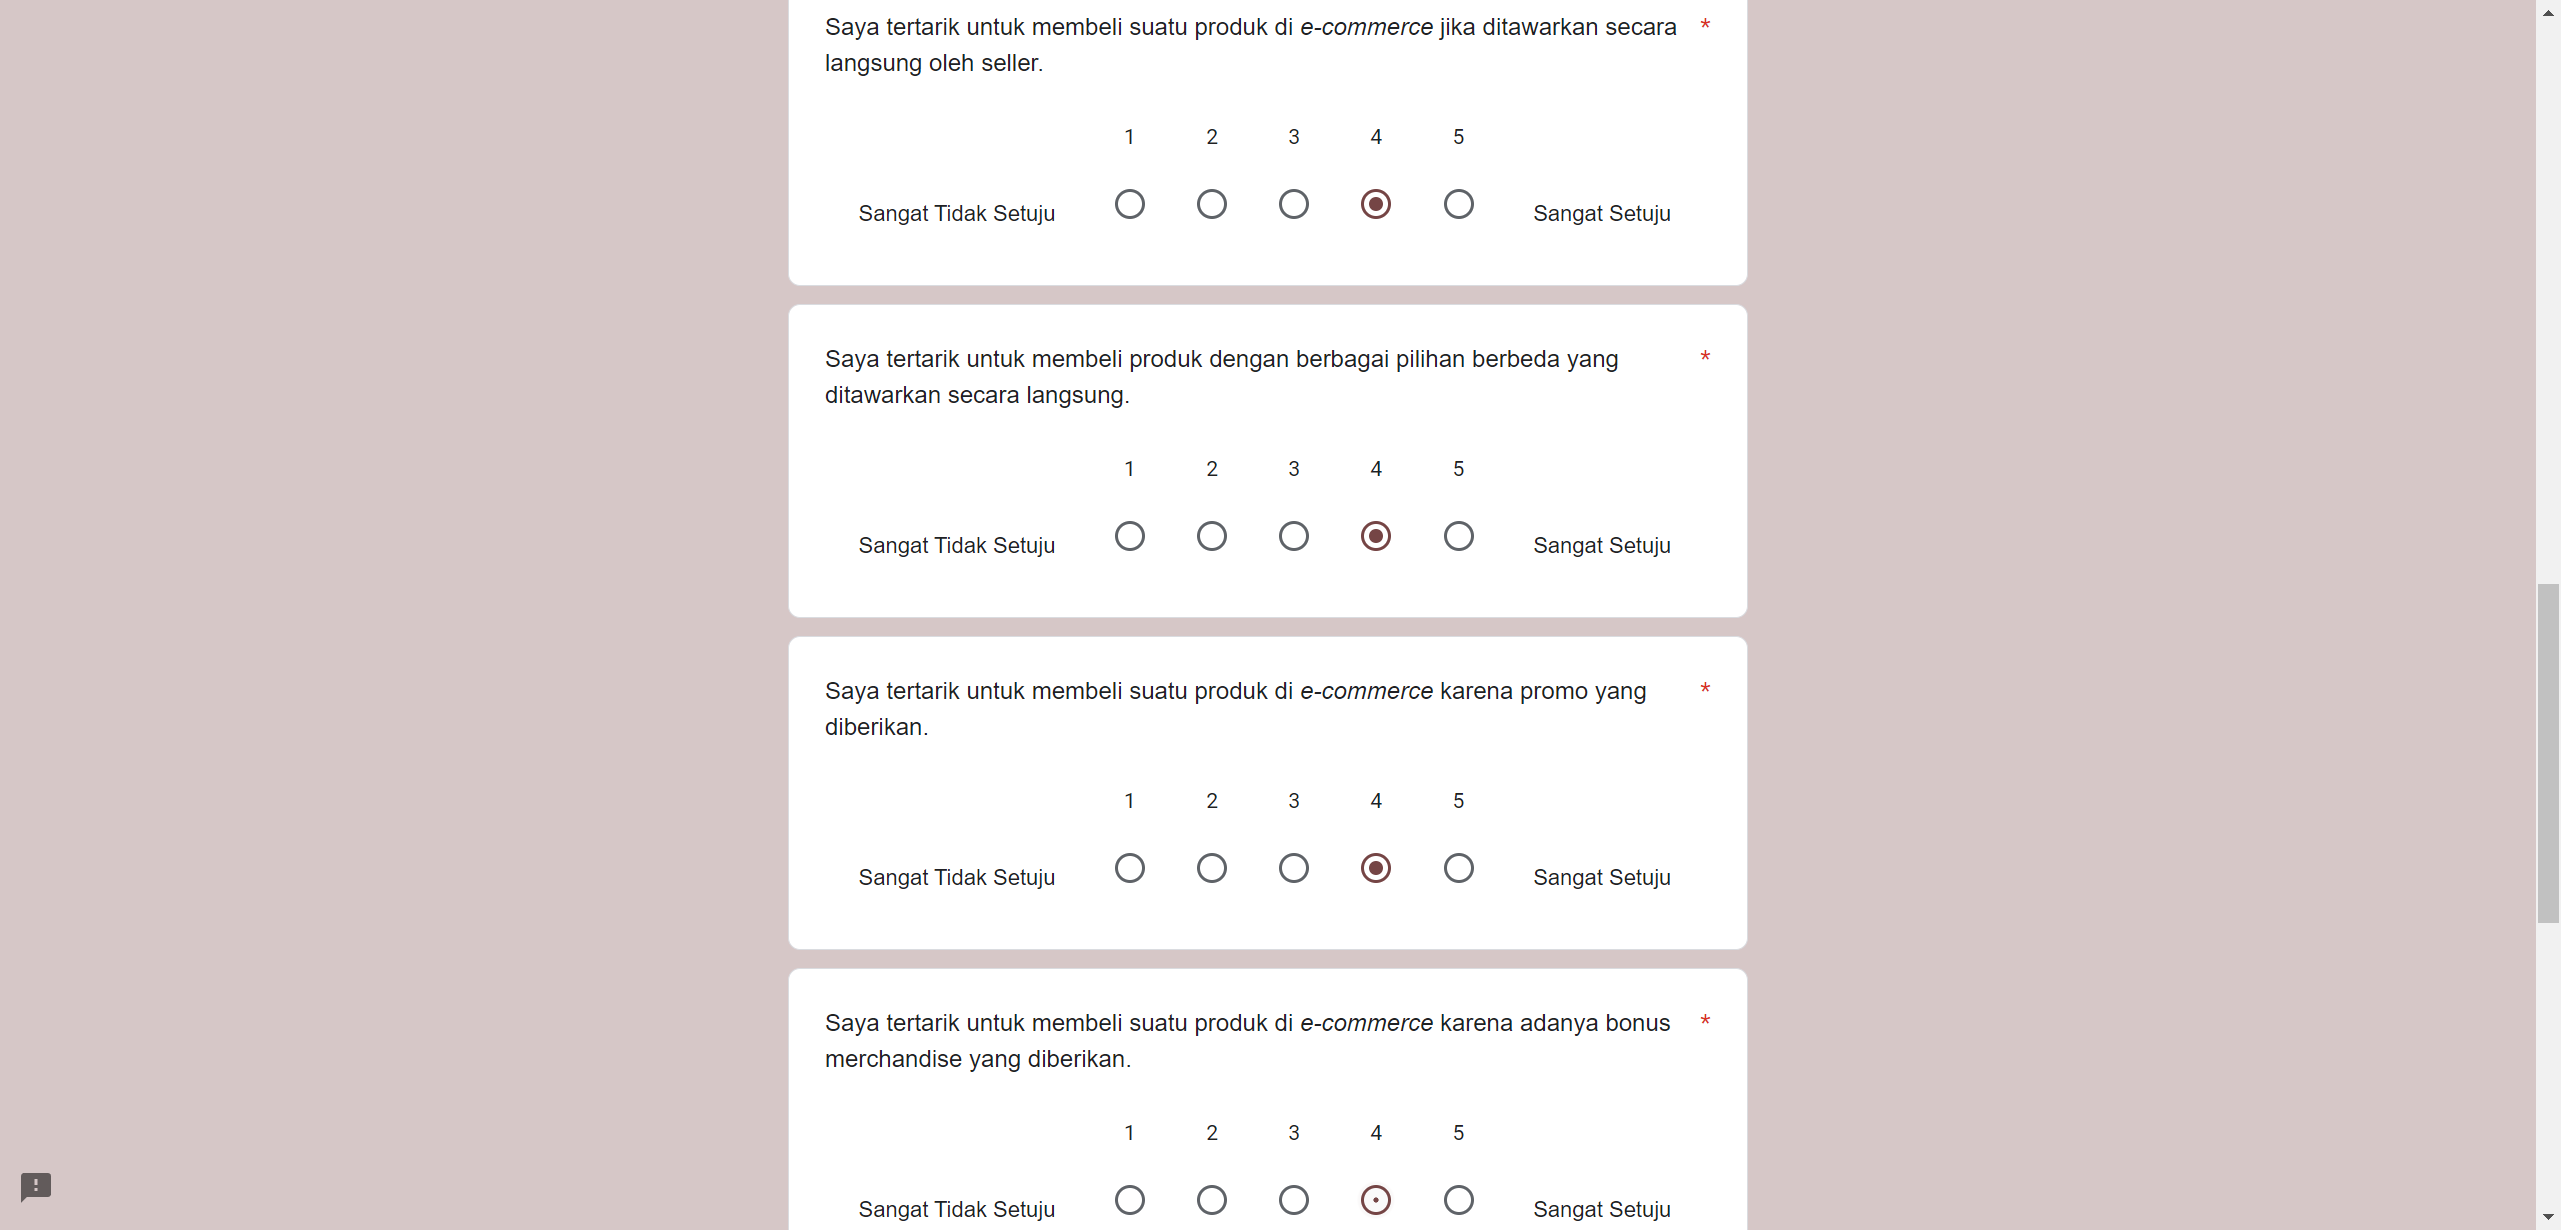 Saya tertarik untuk membeli suatu produk di e-commerce jika ditawarkan secara *
langsung oleh seller.
1 2 3 4 5
Sangat Tidak Setuju Sangat Setuju
Saya tertarik untuk membeli produk dengan berbagai pilihan berbeda yang *
ditawarkan secara langsung.
1 2 3 4 5
Sangat Tidak Setuju Sangat Setuju
Saya tertarik untuk membeli suatu produk di e-commerce karena promo yang *
diberikan.
1 2 3 4 5
Sangat Tidak Setuju Sangat Setuju
Saya tertarik untuk membeli suatu produk di e-commerce karena adanya bonus *
merchandise yang diberikan.
1 2 3 4 5
Sangat Tidak Setuju Sangat Setuju